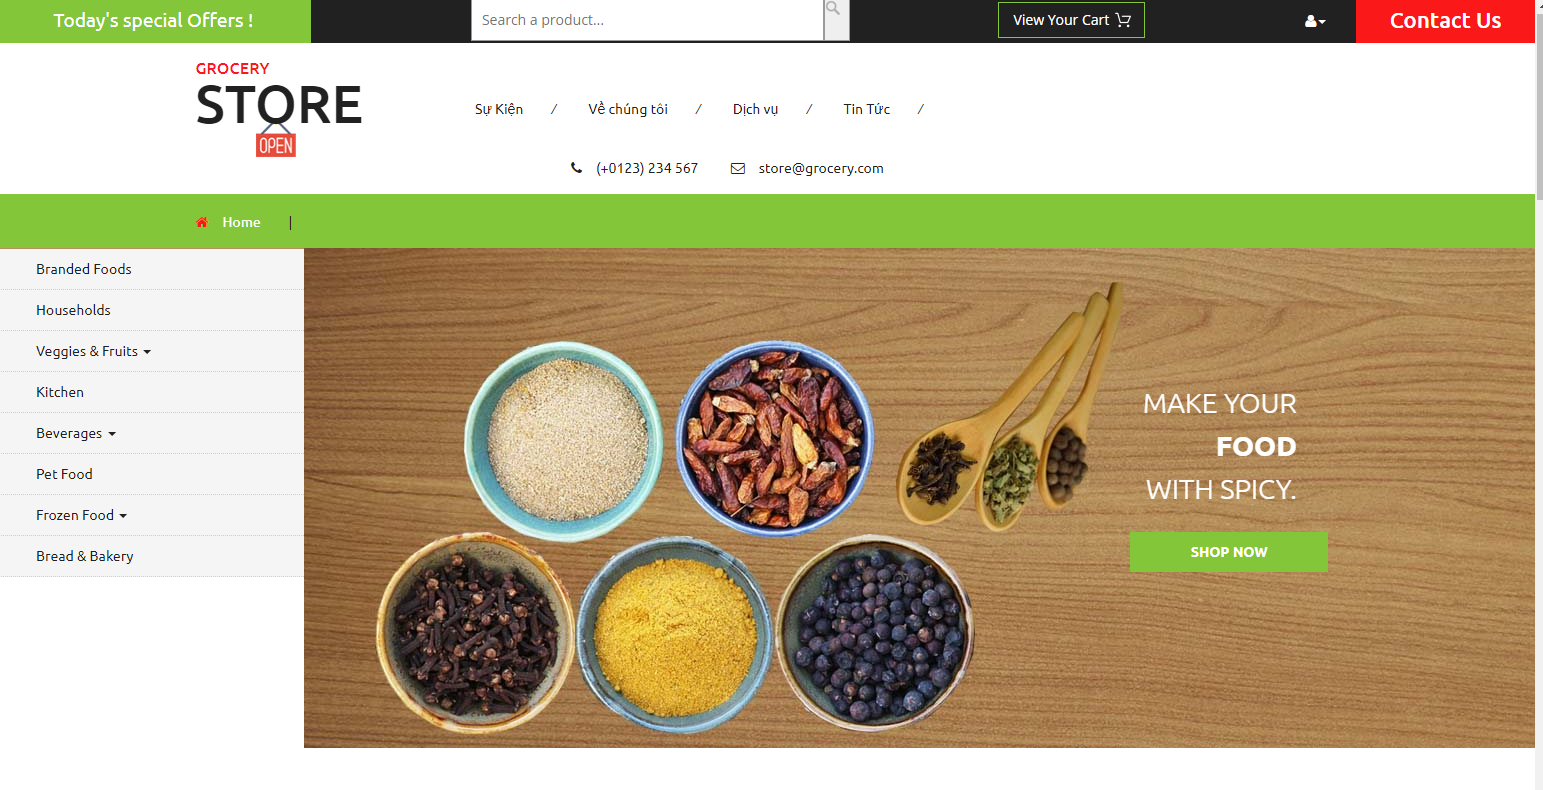 Today's special Offers !
Search a product...
View Your Cart
Contact Us
GROCERY
STORE
OPEN
Sự Kiện / Về chúng tôi / Dịch vụ / Tin Tức /
(+0123) 234 567 store@grocery.com
Home |
Branded Foods
Households
Veggies & Fruits
Kitchen
Beverages
Pet Food
Frozen Food
Bread & Bakery
MAKE YOUR
FOOD
WITH SPICY.
SHOP NOW